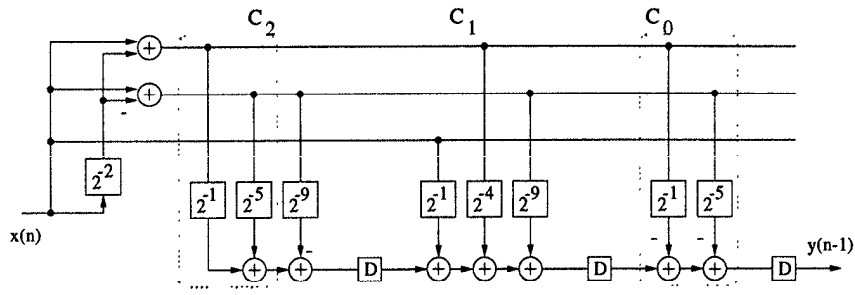 C₂ C₁ C₀
+
+
-
2⁻²
2⁻¹ 2⁻⁵ 2⁻⁹ 2⁻¹ 2⁻⁴ 2⁻⁹ 2⁻¹ 2⁻⁵
x(n)
- - -
y(n-1)
+ + D + + + D + + D